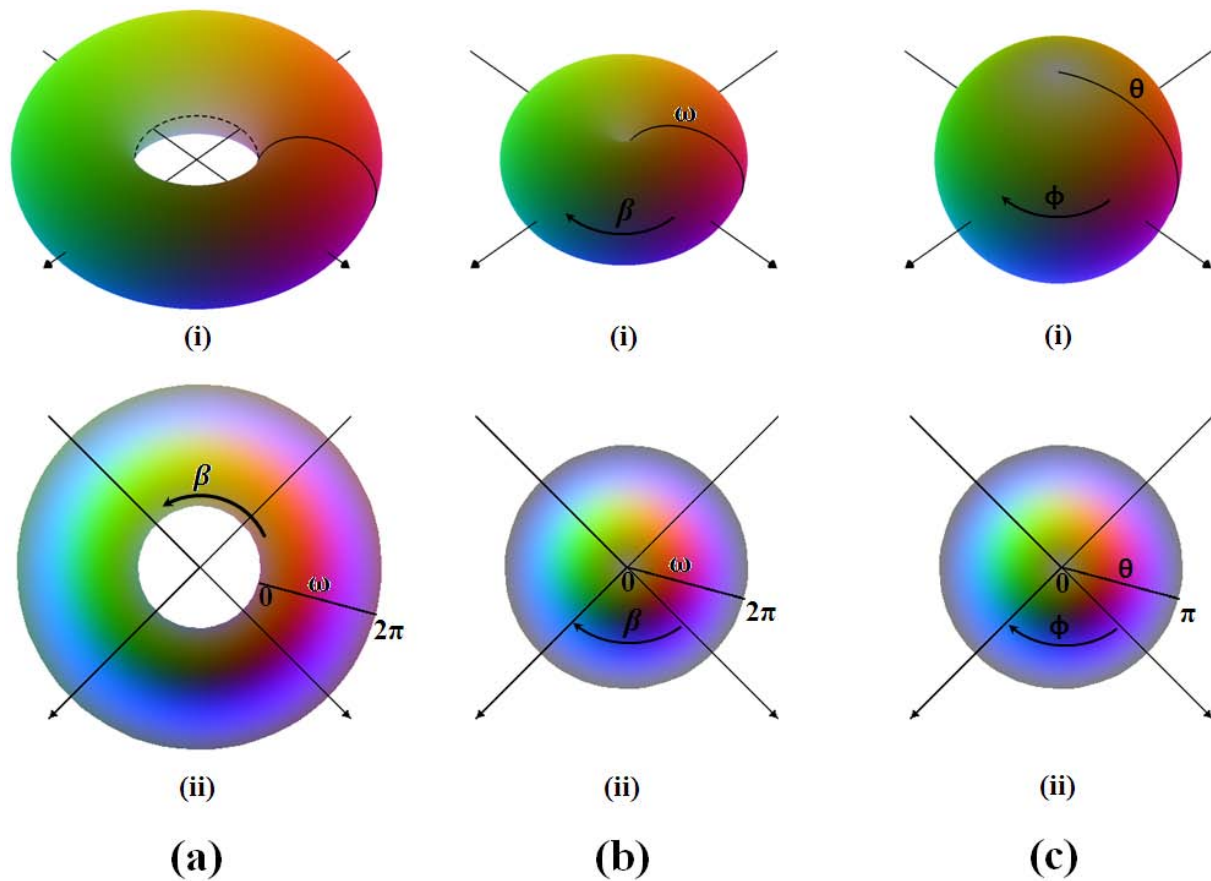 ω
β
θ
ϕ
(i) (i) (i)
β
ω
0
2π
ω
0
2π
β
θ
0
π
ϕ
(ii) (ii) (ii)
(a) (b) (c)